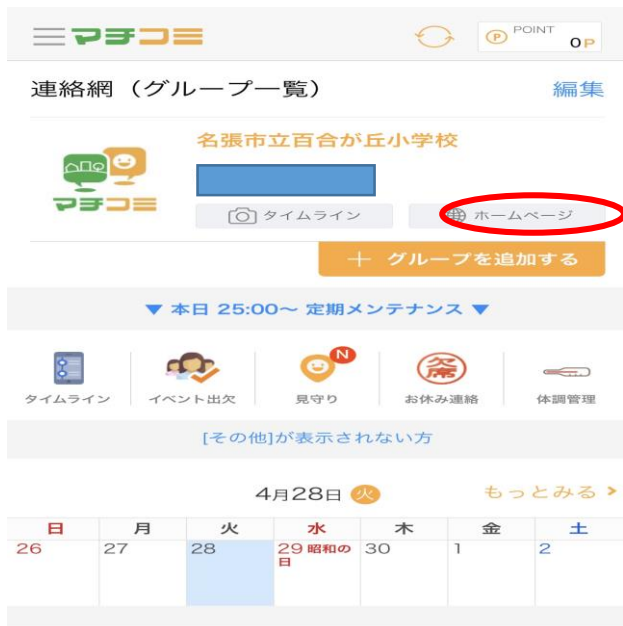 マチコミ
POINT
P 0P
連絡網（グループ一覧）
編集
名張市立百合が丘小学校
マチコミ
タイムライン
ホームページ
＋ グループを追加する
▼ 本日 25:00～ 定期メンテナンス ▼
N
欠席
タイムライン
イベント出欠
見守り
お休み連絡
体調管理
[その他]が表示されない方
4月28日 火
もっとみる >
日 月 火 水 木 金 土
26 27 28 29 昭和の日 30 1 2